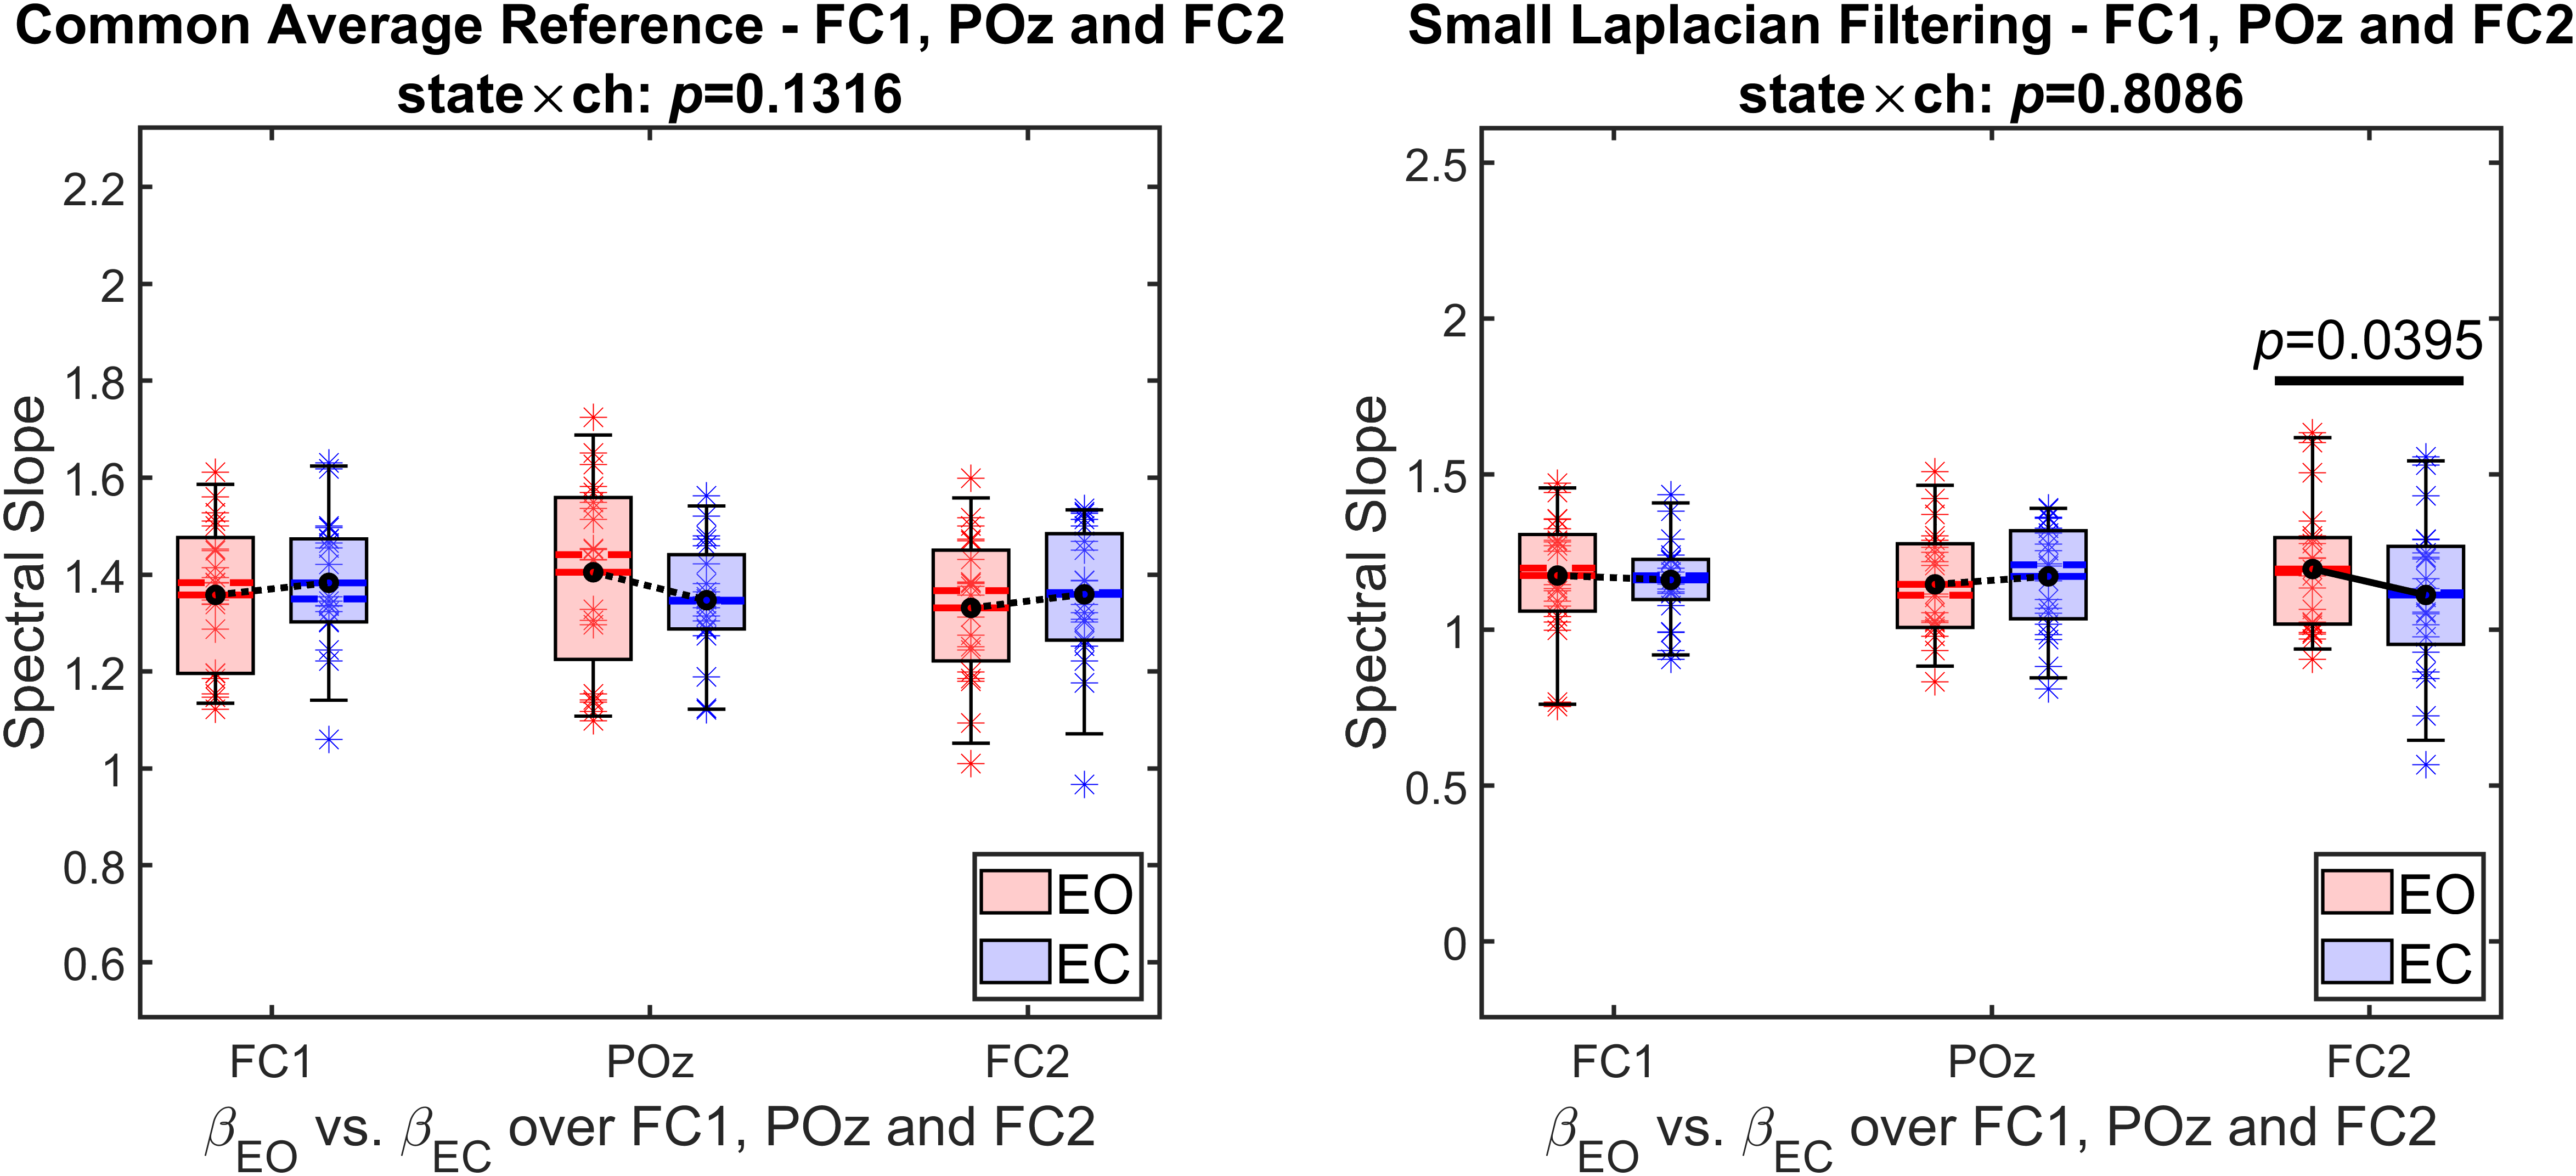 Common Average Reference - FC1, POz and FC2
state×ch: p=0.1316
Spectral Slope
2.2
2
1.8
1.6
1.4
1.2
1
0.8
0.6
EO
EC
FC1 POz FC2
βEO vs. βEC over FC1, POz and FC2
Small Laplacian Filtering - FC1, POz and FC2
state×ch: p=0.8086
Spectral Slope
2.5
2
1.5
1
0.5
0
p=0.0395
EO
EC
FC1 POz FC2
βEO vs. βEC over FC1, POz and FC2